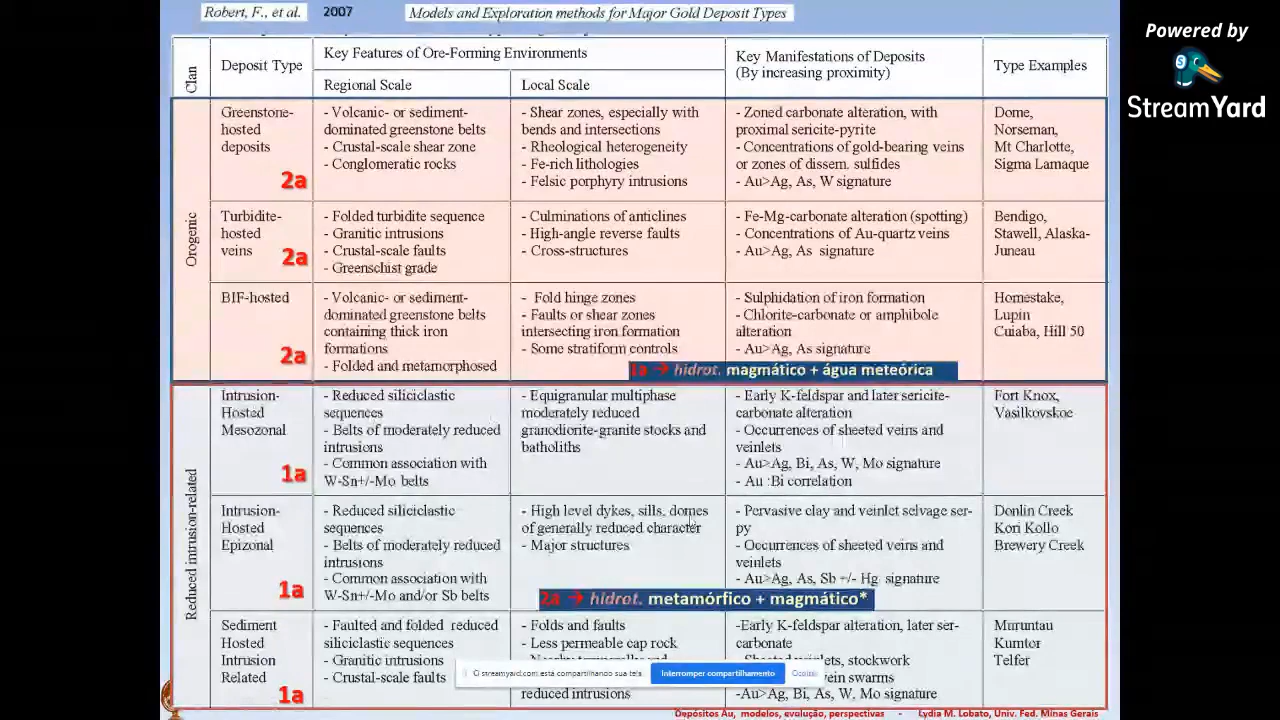 Robert, F., et al.
2007
Models and Exploration methods for Major Gold Deposit Types
Powered by
StreamYard
Clan
Deposit Type
Key Features of Ore-Forming Environments
Regional Scale
Local Scale
Key Manifestations of Deposits
(By increasing proximity)
Type Examples
Orogenic
Greenstone-
hosted
deposits
2a
- Volcanic- or sediment-
dominated greenstone belts
- Crustal-scale shear zone
- Conglomeratic rocks
- Shear zones, especially with
bends and intersections
- Rheological heterogeneity
- Fe-rich lithologies
- Felsic porphyry intrusions
- Zoned carbonate alteration, with
proximal sericite-pyrite
- Concentrations of gold-bearing veins
or zones of dissem. sulfides
- Au>Ag, As, W signature
Dome,
Norseman,
Mt Charlotte,
Sigma Lamaque
Turbidite-
hosted
veins
2a
- Folded turbidite sequence
- Granitic intrusions
- Crustal-scale faults
- Greenschist grade
- Culminations of anticlines
- High-angle reverse faults
- Cross-structures
- Fe-Mg-carbonate alteration (spotting)
- Concentrations of Au-quartz veins
- Au>Ag, As signature
Bendigo,
Stawell, Alaska-
Juneau
BIF-hosted
2a
- Volcanic- or sediment-
dominated greenstone belts
containing thick iron
formations
- Folded and metamorphosed
- Fold hinge zones
- Faults or shear zones
intersecting iron formation
- Some stratiform controls
- Sulphidation of iron formation
- Chlorite-carbonate or amphibole
alteration
- Au>Ag, As signature
Homestake,
Lupin
Cuiaba, Hill 50
1a → hidrot. magmático + água meteórica
Reduced intrusion-related
Intrusion-
Hosted
Mesozonal
1a
- Reduced siliciclastic
sequences
- Belts of moderately reduced
intrusions
- Common association with
W-Sn+/-Mo belts
- Equigranular multiphase
moderately reduced
granodiorite-granite stocks and
batholiths
- Early K-feldspar and later sericite-
carbonate alteration
- Occurrences of sheeted veins and
veinlets
- Au>Ag, Bi, As, W, Mo signature
- Au :Bi correlation
Fort Knox,
Vasilkovskoe
Intrusion-
Hosted
Epizonal
1a
- Reduced siliciclastic
sequences
- Belts of moderately reduced
intrusions
- Common association with
W-Sn+/-Mo and/or Sb belts
- High level dykes, sills, domes
of generally reduced character
- Major structures
- Pervasive clay and veinlet selvage ser-
py
- Occurrences of sheeted veins and
veinlets
- Au>Ag, As, Sb +/- Hg signature
Donlin Creek
Kori Kollo
Brewery Creek
2a → hidrot. metamórfico + magmático*
Sediment
Hosted
Intrusion
Related
1a
- Faulted and folded reduced
siliciclastic sequences
- Granitic intrusions
- Crustal-scale faults
- Folds and faults
- Less permeable cap rock
reduced intrusions
-Early K-feldspar alteration, later ser-
carbonate
veinlets, stockwork
vein swarms
- Au>Ag, Bi, As, W, Mo signature
Muruntau
Kumtor
Telfer
O streamyard.com está compartilhando sua tela.
Interromper compartilhamento
Ocultar
Depósitos Au, modelos, evolução, perspectivas - Lydia M. Lobato, Univ. Fed. Minas Gerais